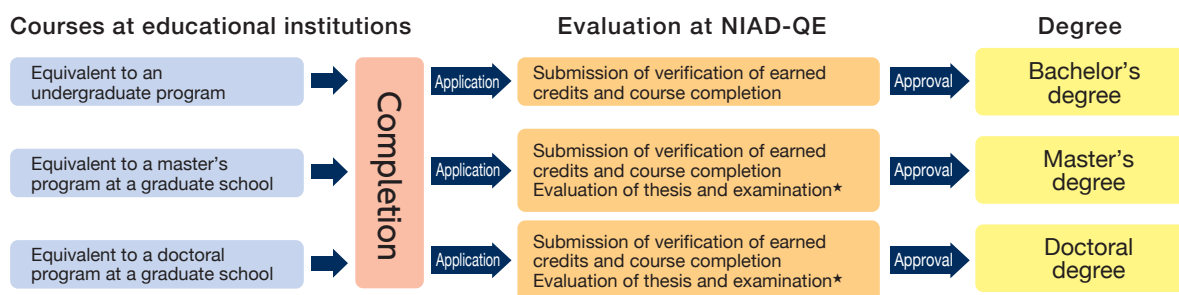 Courses at educational institutions
Evaluation at NIAD-QE
Degree
Equivalent to an
undergraduate program
Completion
Application
Submission of verification of earned
credits and course completion
Approval
Bachelor's
degree
Equivalent to a master's
program at a graduate school
Application
Submission of verification of earned
credits and course completion
Evaluation of thesis and examination★
Approval
Master's
degree
Equivalent to a doctoral
program at a graduate school
Application
Submission of verification of earned
credits and course completion
Evaluation of thesis and examination★
Approval
Doctoral
degree